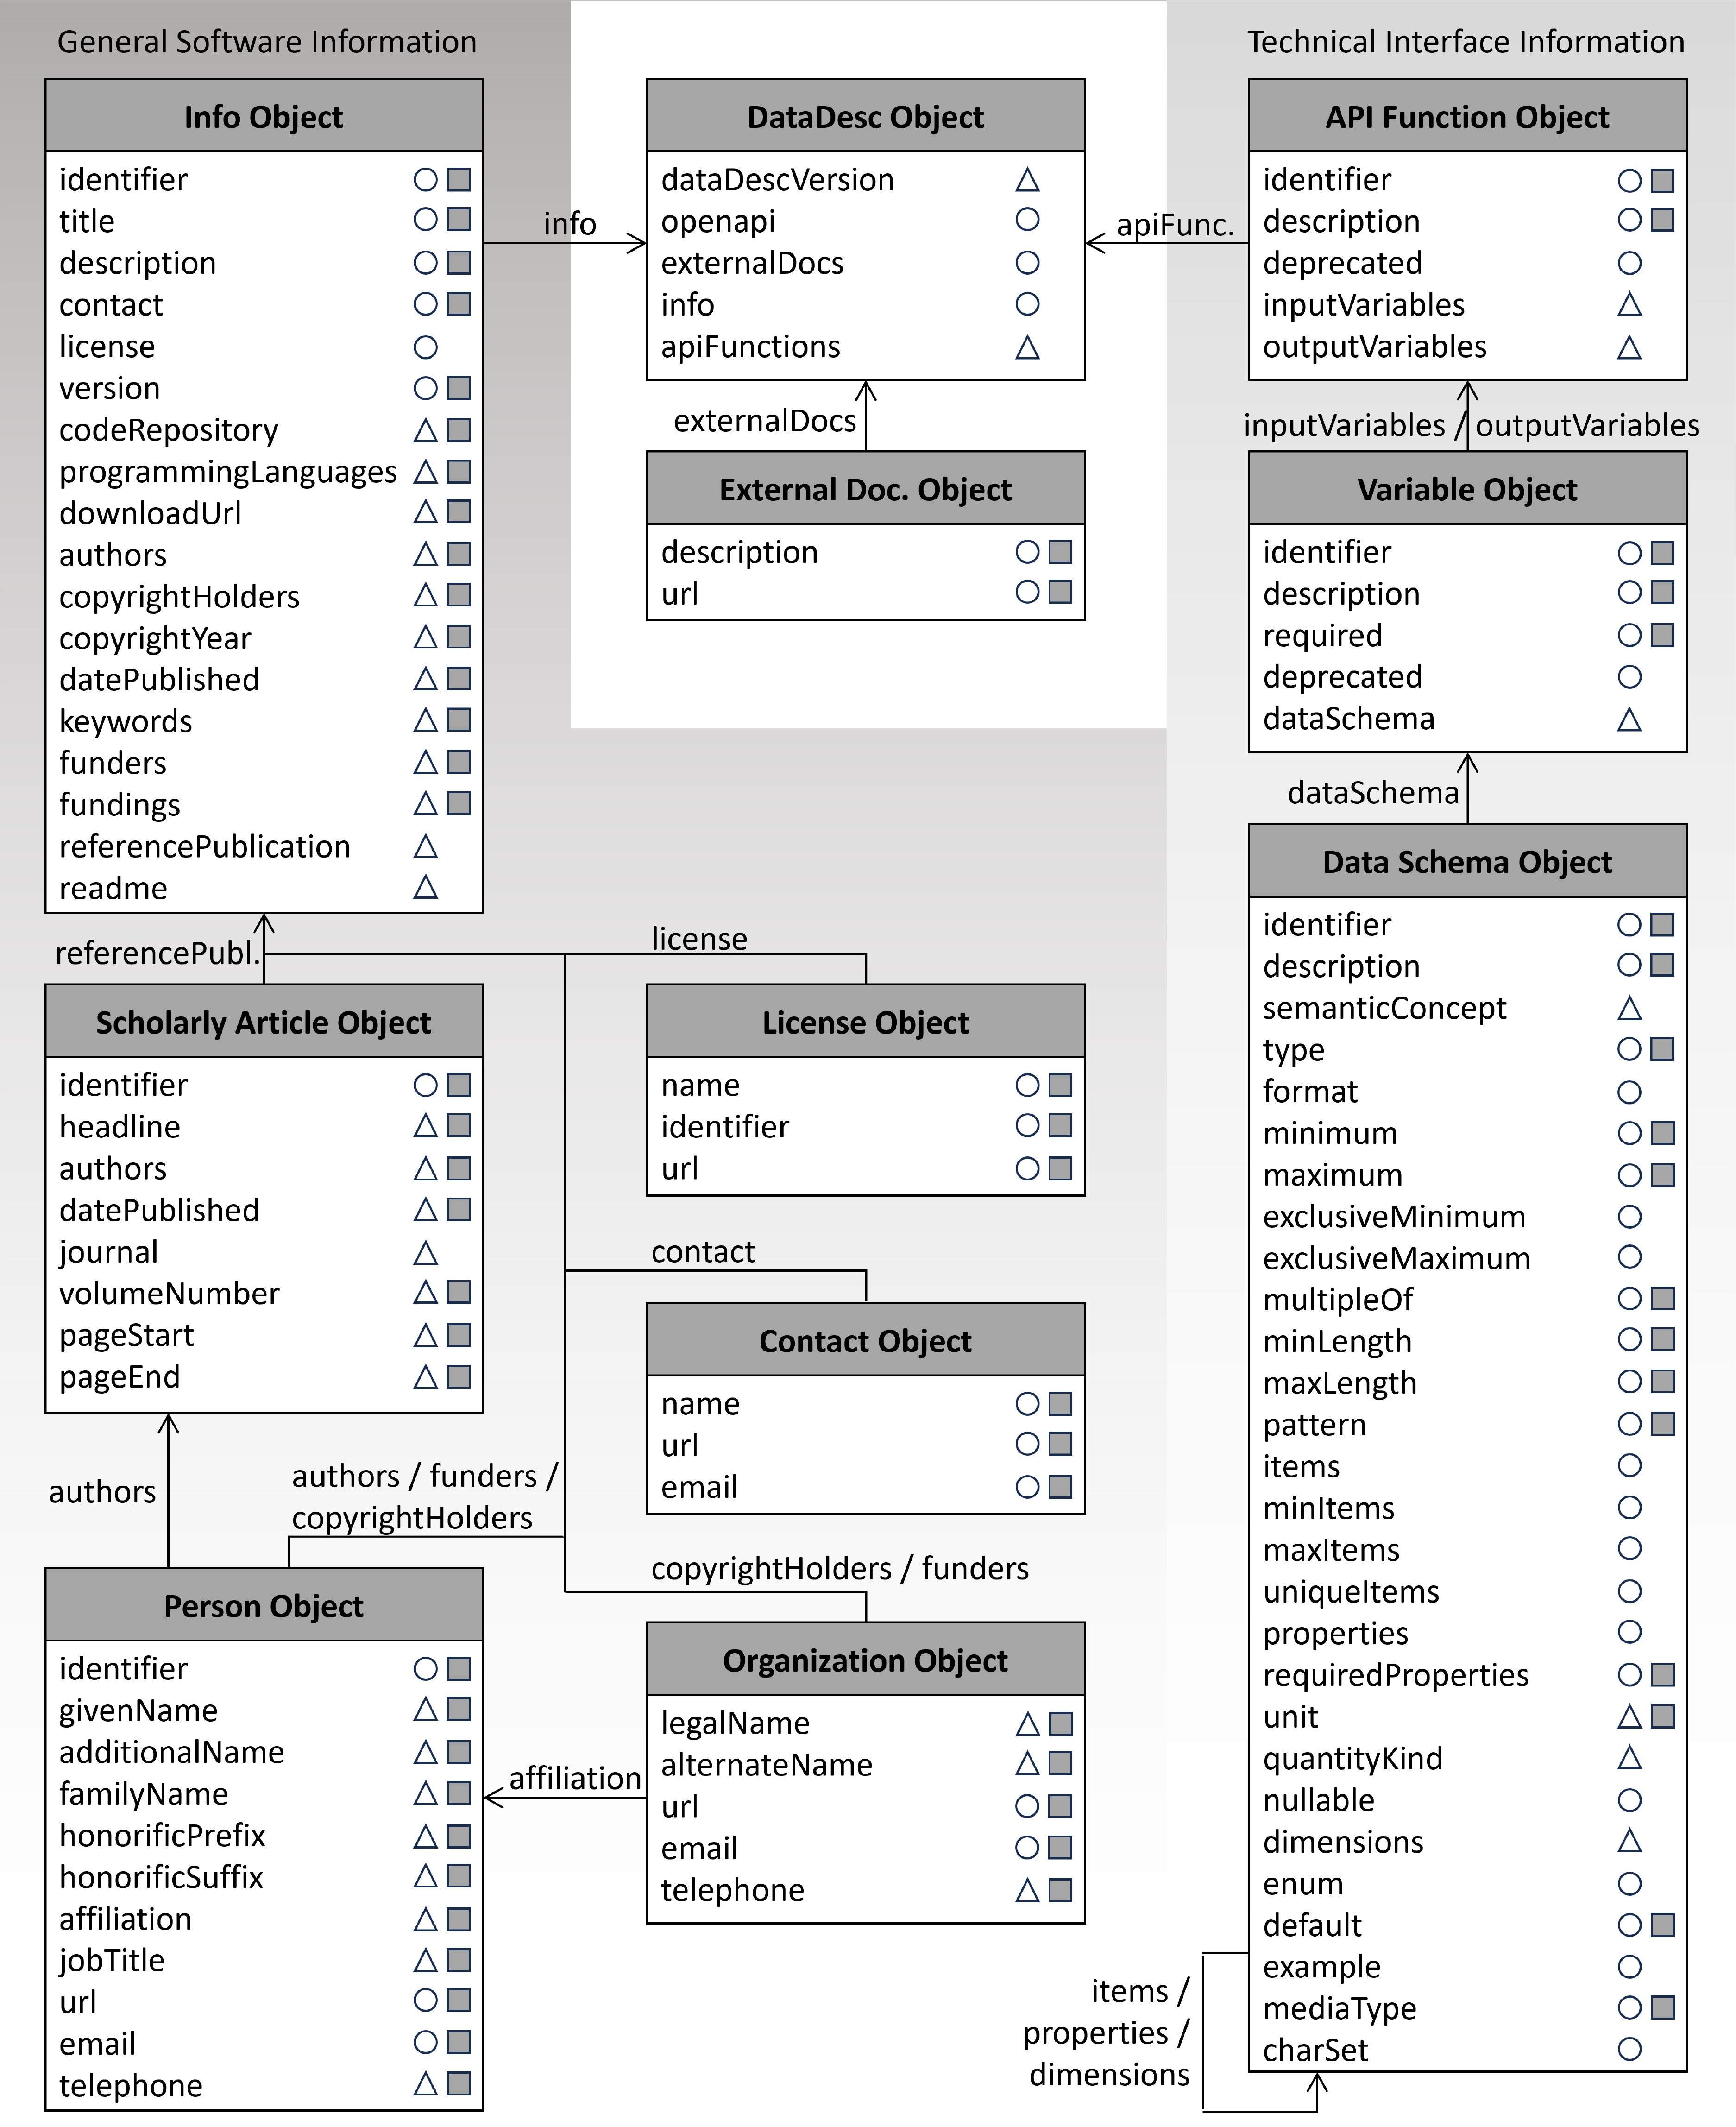 General Software Information
Technical Interface Information
Info Object
identifier
title
description
contact
license
version
codeRepository
programmingLanguages
downloadUrl
authors
copyrightHolders
copyrightYear
datePublished
keywords
funders
fundings
referencePublication
readme
info
DataDesc Object
dataDescVersion
openapi
externalDocs
info
apiFunctions
externalDocs
External Doc. Object
description
url
apiFunc.
API Function Object
identifier
description
deprecated
inputVariables
outputVariables
inputVariables / outputVariables
Variable Object
identifier
description
required
deprecated
dataSchema
dataSchema
Data Schema Object
identifier
description
semanticConcept
type
format
minimum
maximum
exclusiveMinimum
exclusiveMaximum
multipleOf
minLength
maxLength
pattern
items
minItems
maxItems
uniqueItems
properties
requiredProperties
unit
quantityKind
nullable
dimensions
enum
default
example
mediaType
charSet
items /
properties /
dimensions
referencePubl.
Scholarly Article Object
identifier
headline
authors
datePublished
journal
volumeNumber
pageStart
pageEnd
license
License Object
name
identifier
url
contact
Contact Object
name
url
email
authors
authors / funders /
copyrightHolders
Person Object
identifier
givenName
additionalName
familyName
honorificPrefix
honorificSuffix
affiliation
jobTitle
url
email
telephone
copyrightHolders / funders
Organization Object
legalName
alternateName
url
email
telephone
affiliation